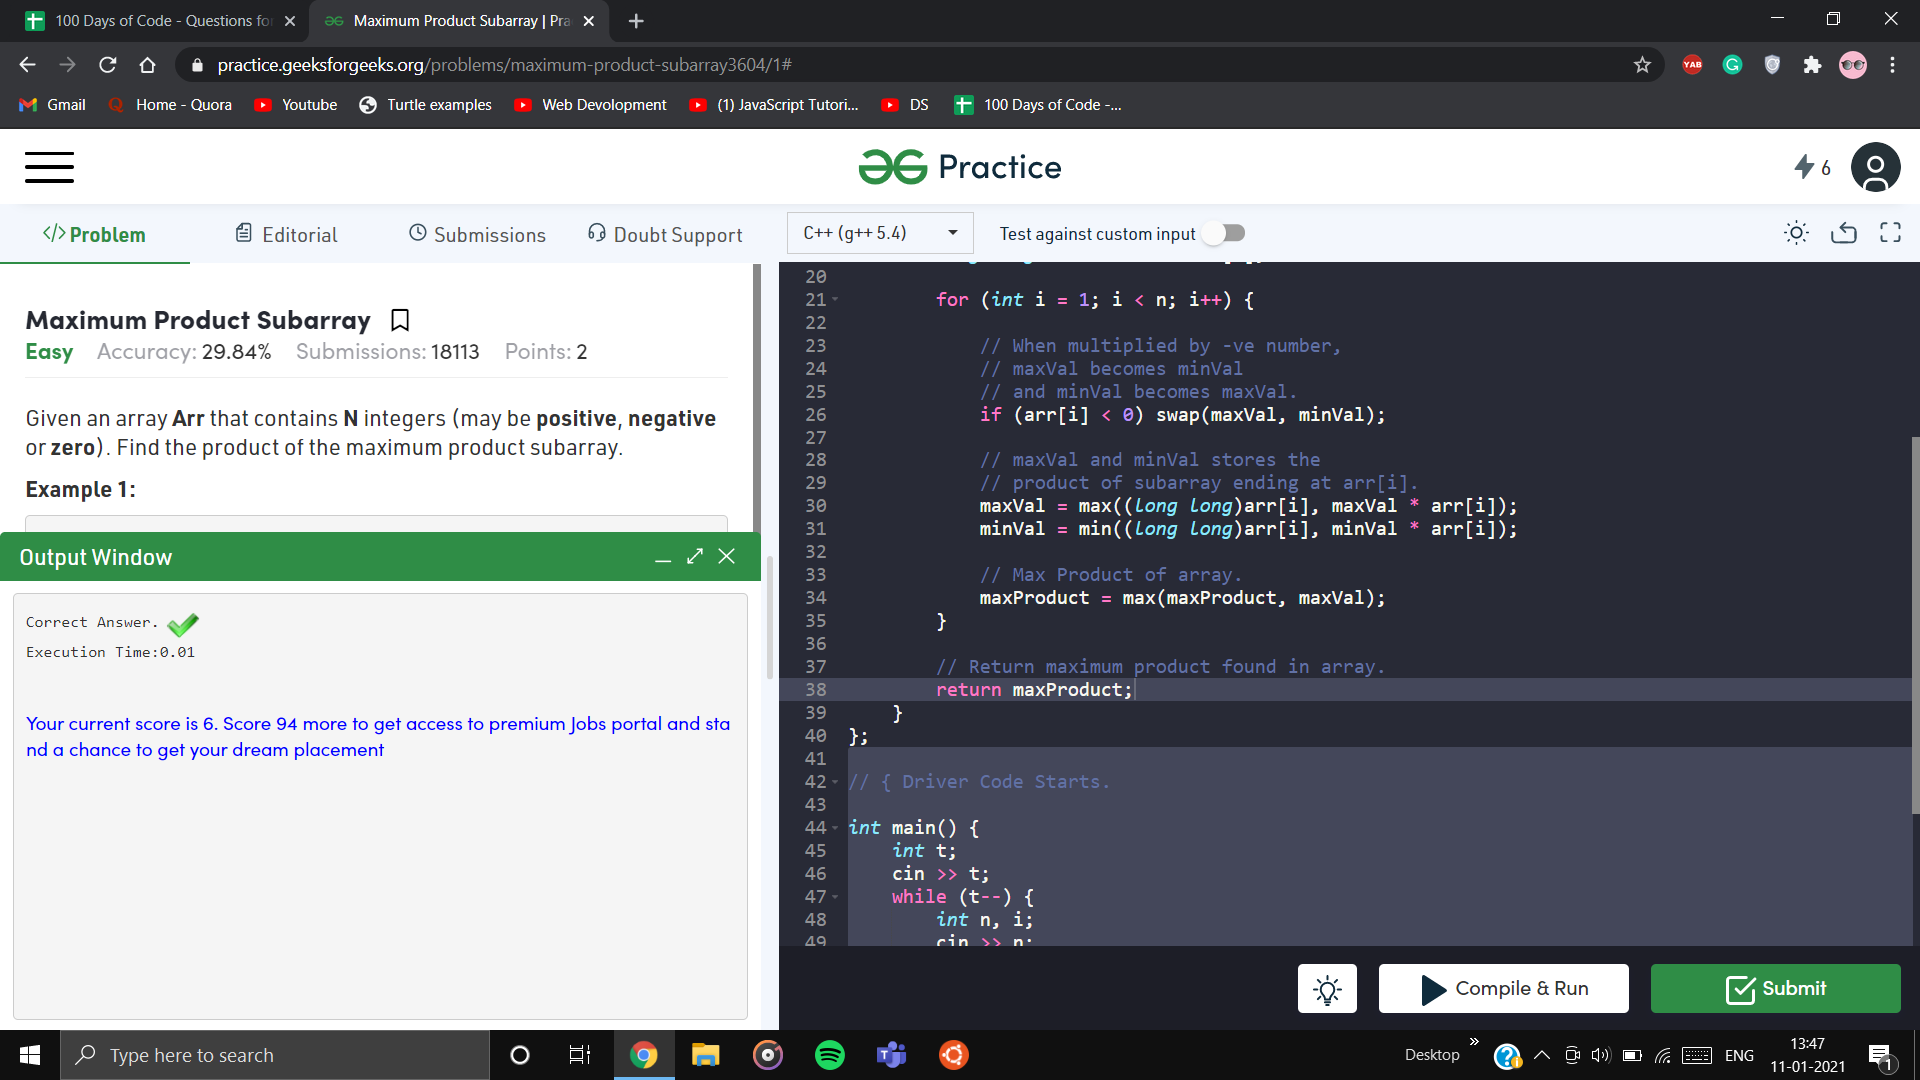 100 Days of Code - Questions for
Maximum Product Subarray | Pra
practice.geeksforgeeks.org/problems/maximum-product-subarray3604/1#
YAB
Gmail
Home - Quora
Youtube
Turtle examples
Web Devolopment
(1) JavaScript Tutori...
DS
100 Days of Code -...
Practice
6
Problem
Editorial
Submissions
Doubt Support
C++ (g++ 5.4)
Test against custom input
Maximum Product Subarray
Easy Accuracy: 29.84% Submissions: 18113 Points: 2
Given an array Arr that contains N integers (may be positive, negative
or zero). Find the product of the maximum product subarray.
Example 1:
Output Window
Correct Answer.
Execution Time:0.01
Your current score is 6. Score 94 more to get access to premium Jobs portal and sta
nd a chance to get your dream placement
20
21 for (int i = 1; i < n; i++) {
22
23 // When multiplied by -ve number,
24 // maxVal becomes minVal
25 // and minVal becomes maxVal.
26 if (arr[i] < 0) swap(maxVal, minVal);
27
28 // maxVal and minVal stores the
29 // product of subarray ending at arr[i].
30 maxVal = max((long long)arr[i], maxVal * arr[i]);
31 minVal = min((long long)arr[i], minVal * arr[i]);
32
33 // Max Product of array.
34 maxProduct = max(maxProduct, maxVal);
35 }
36
37 // Return maximum product found in array.
38 return maxProduct;
39 }
40 };
41
42 // { Driver Code Starts.
43
44 int main() {
45 int t;
46 cin >> t;
47 while (t--) {
48 int n, i;
49 cin >> n;
Compile & Run
Submit
Type here to search
Desktop
ENG
13:47
11-01-2021
1